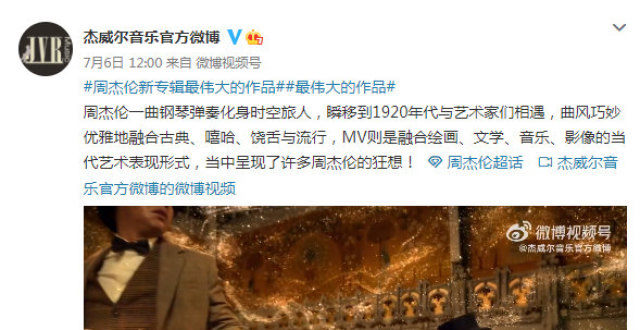 JVR Music
杰威尔音乐官方微博
7月6日 12:00 来自 微博视频号
#周杰伦新专辑最伟大的作品##最伟大的作品#
周杰伦一曲钢琴弹奏化身时空旅人，瞬移到1920年代与艺术家们相遇，曲风巧妙
优雅地融合古典、嘻哈、饶舌与流行，MV则是融合绘画、文学、音乐、影像的当
代艺术表现形式，当中呈现了许多周杰伦的狂想！ 周杰伦超话 杰威尔音
乐官方微博的微博视频
微博视频号
@杰威尔音乐官方微博